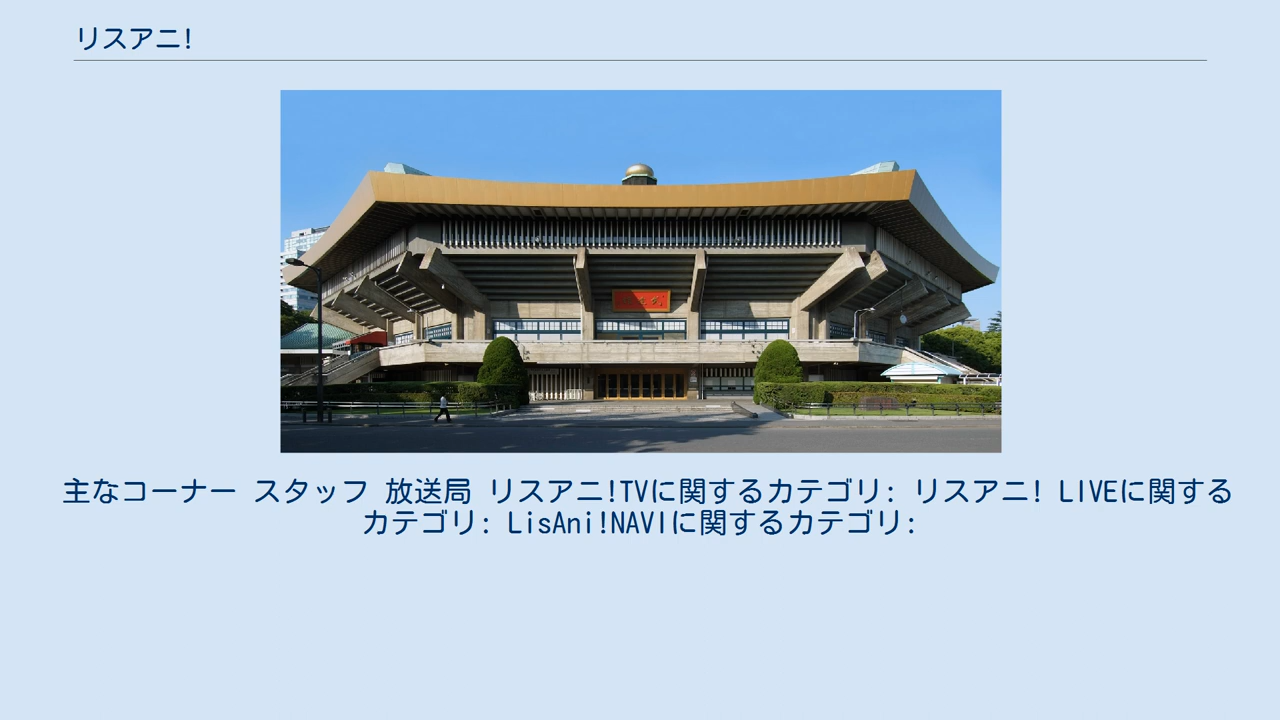 リスアニ!
主なコーナー スタッフ 放送局 リスアニ!TVに関するカテゴリ: リスアニ! LIVEに関する
カテゴリ: LisAni!NAVIに関するカテゴリ: